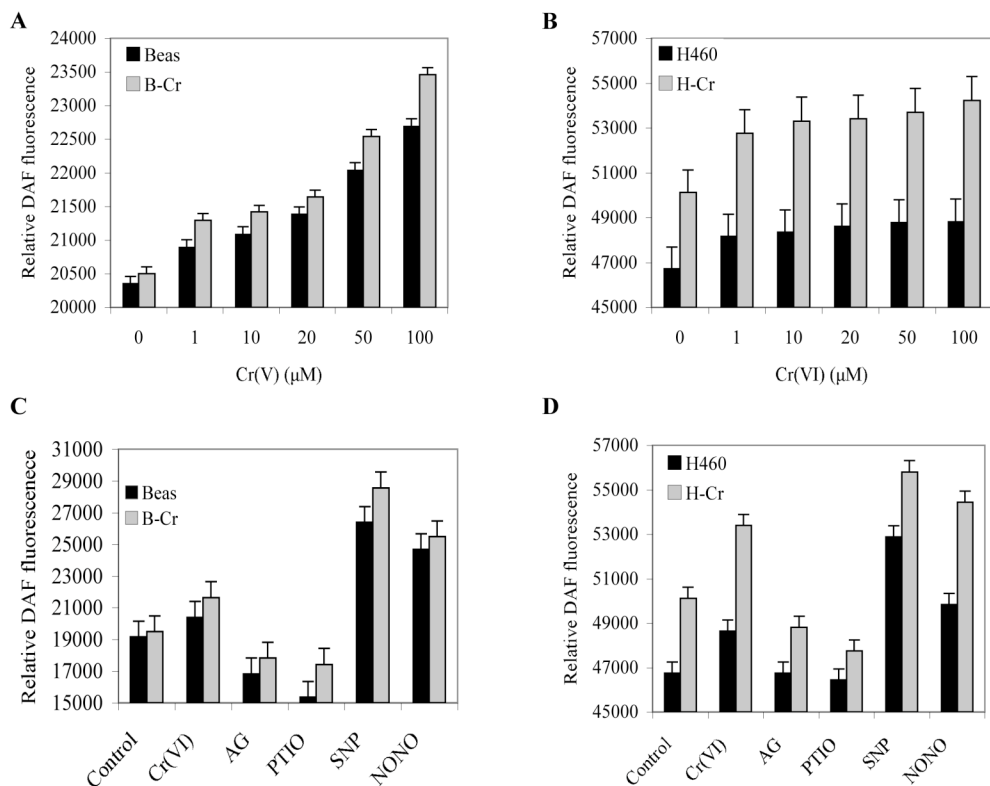 A
Relative DAF fluorescence
24000
23500
23000
22500
22000
21500
21000
20500
20000
Beas
B-Cr
0 1 10 20 50 100
Cr(V) (μM)
B
Relative DAF fluorescence
57000
55000
53000
51000
49000
47000
45000
H460
H-Cr
0 1 10 20 50 100
Cr(VI) (μM)
C
Relative DAF fluorescenece
31000
29000
27000
25000
23000
21000
19000
17000
15000
Beas
B-Cr
Control Cr(VI) AG PTIO SNP NONO
D
Relative DAF fluorescence
57000
55000
53000
51000
49000
47000
45000
H460
H-Cr
Control Cr(VI) AG PTIO SNP NONO